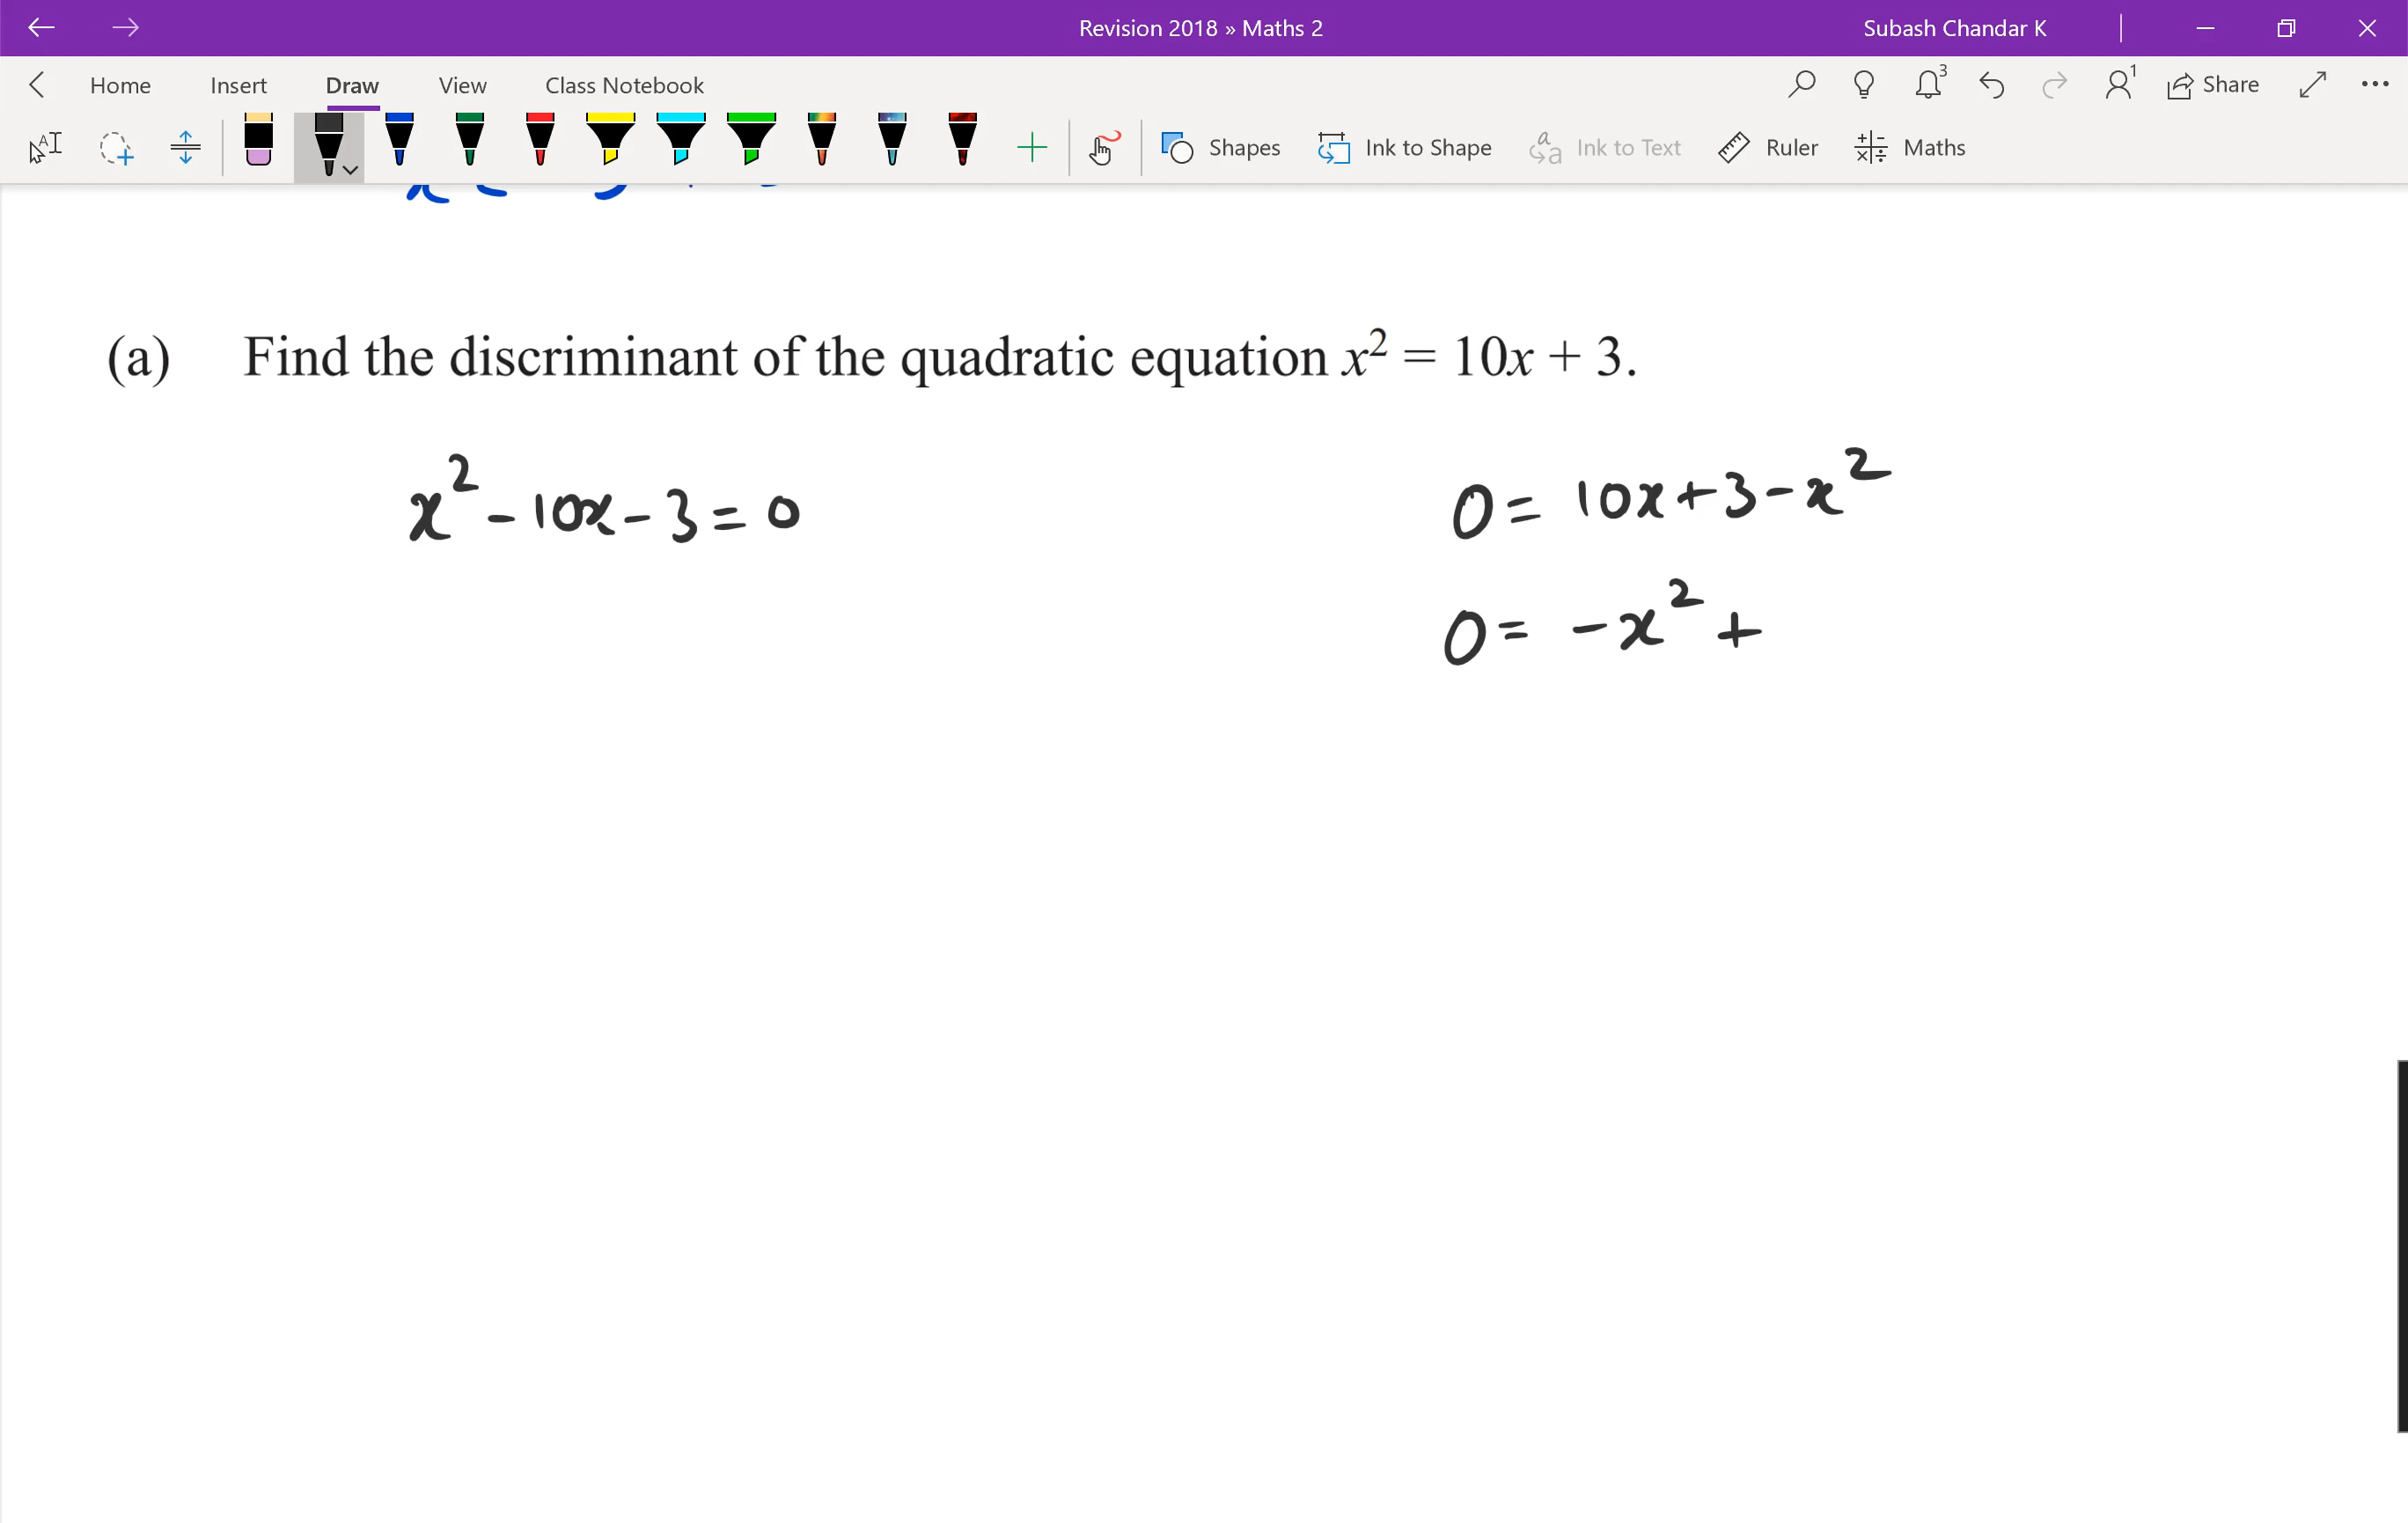 Revision 2018 » Maths 2
Subash Chandar K
Home Insert Draw View Class Notebook
3
1
Share
Shapes Ink to Shape Ink to Text Ruler Maths
(a) Find the discriminant of the quadratic equation x² = 10x + 3.
x² - 10x - 3 = 0
0 = 10x + 3 - x²
0 = -x² +